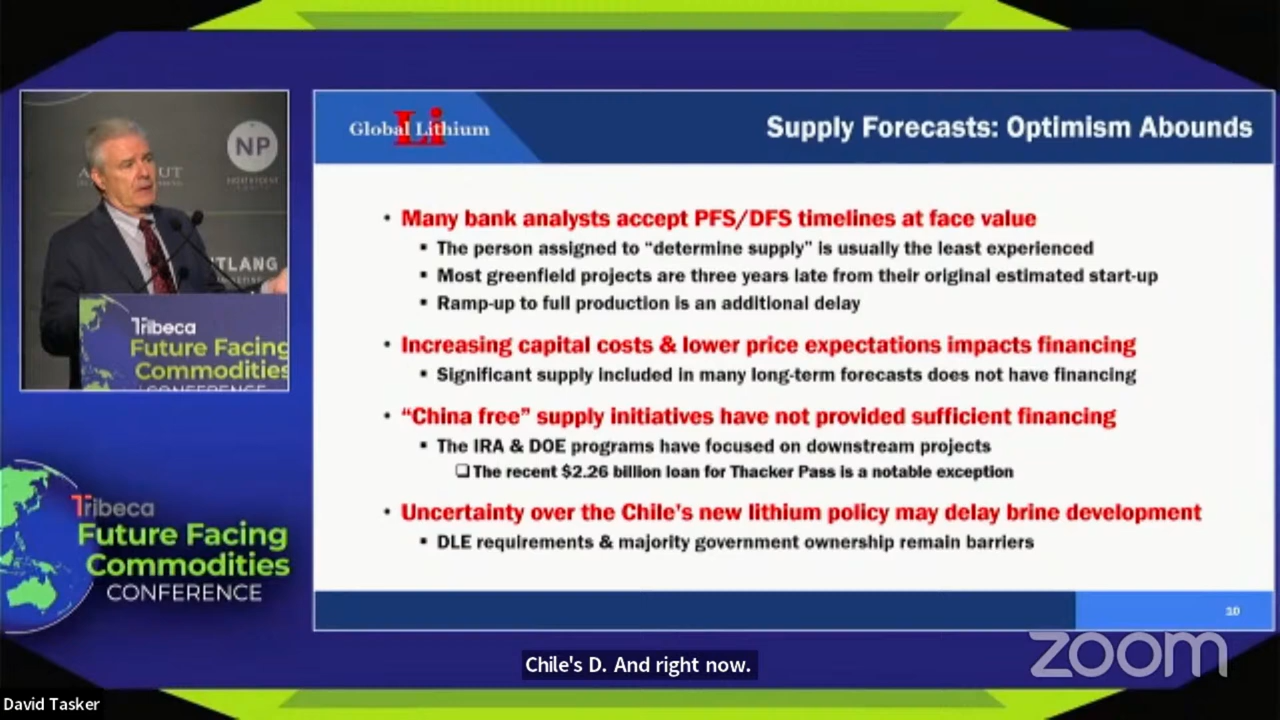 NP
Tribeca
Future Facing
Commodities
CONFERENCE
Global Lithium
Li
Supply Forecasts: Optimism Abounds
• Many bank analysts accept PFS/DFS timelines at face value
▪ The person assigned to “determine supply” is usually the least experienced
▪ Most greenfield projects are three years late from their original estimated start-up
▪ Ramp-up to full production is an additional delay
• Increasing capital costs & lower price expectations impacts financing
▪ Significant supply included in many long-term forecasts does not have financing
• “China free” supply initiatives have not provided sufficient financing
▪ The IRA & DOE programs have focused on downstream projects
❑ The recent $2.26 billion loan for Thacker Pass is a notable exception
• Uncertainty over the Chile's new lithium policy may delay brine development
▪ DLE requirements & majority government ownership remain barriers
10
Tribeca
Future Facing
Commodities
CONFERENCE
zoom
Chile's D. And right now.
David Tasker